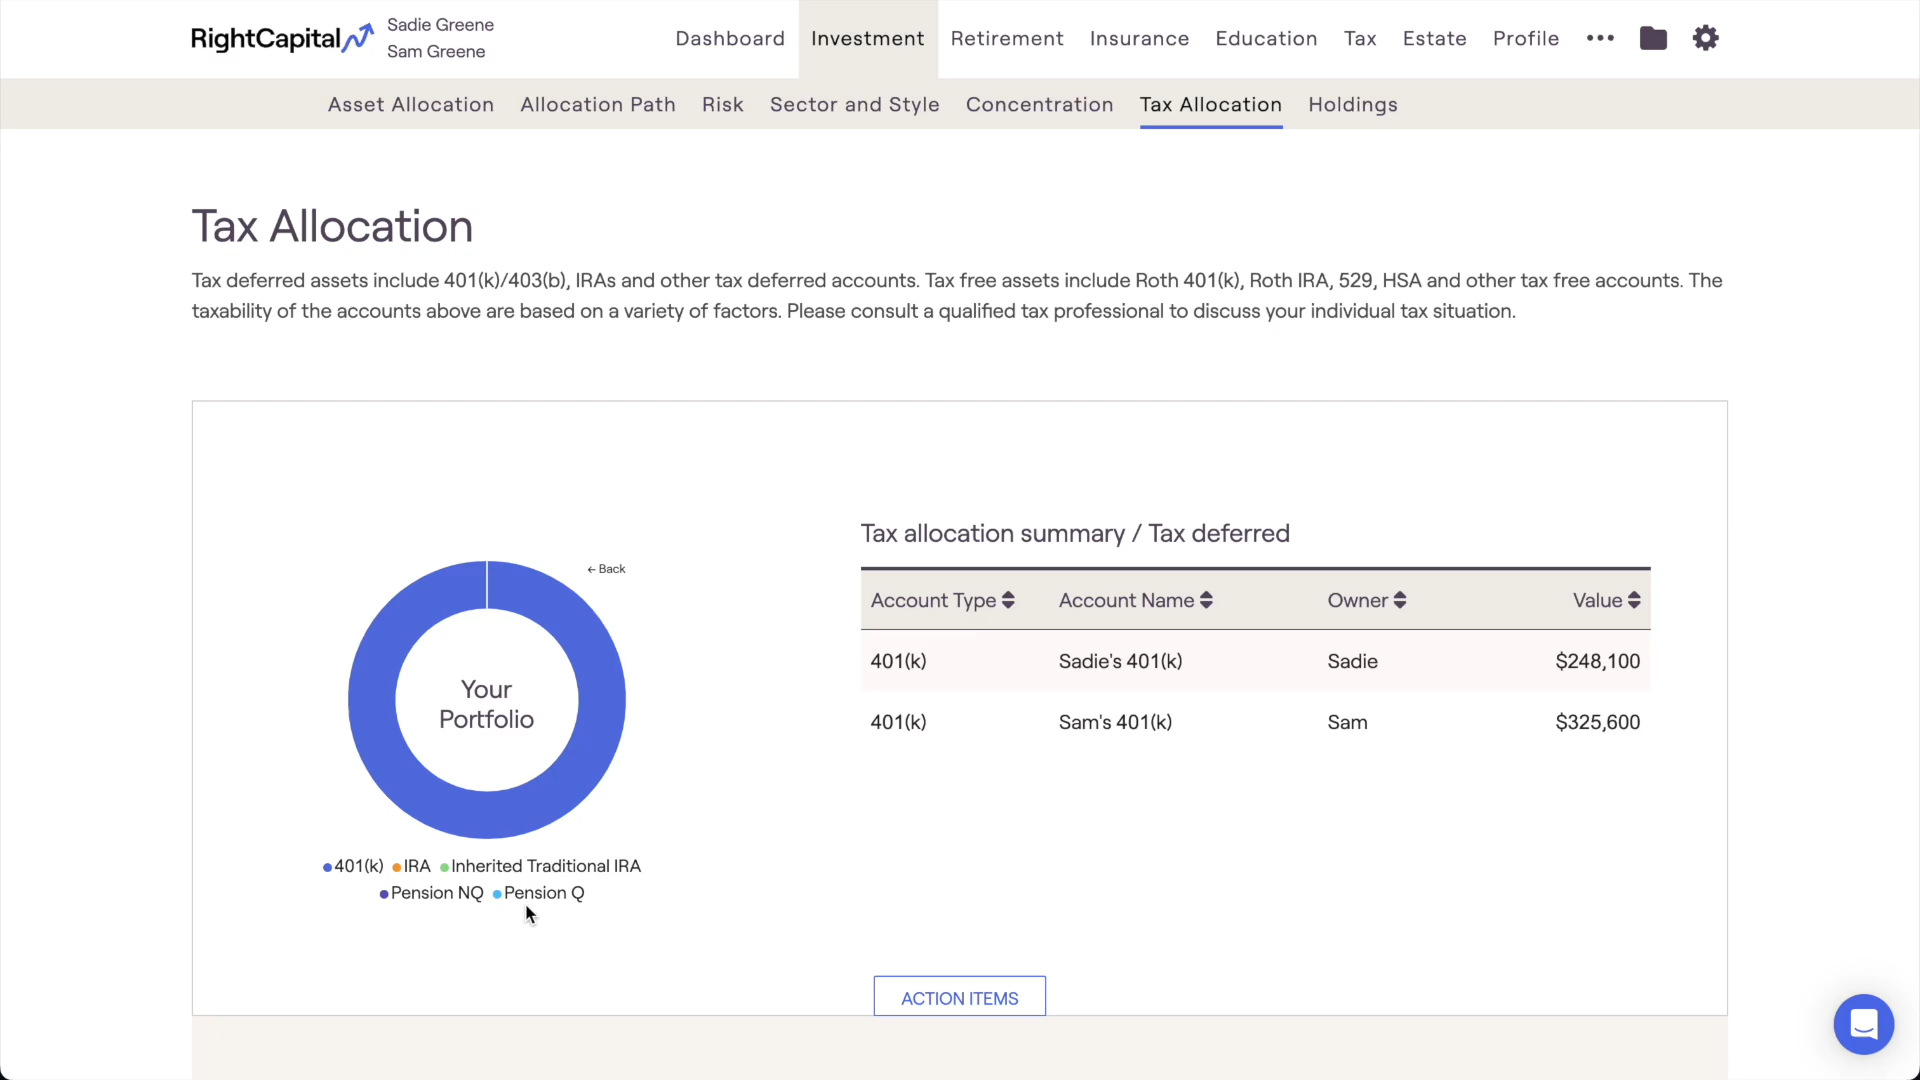 RightCapital
Sadie Greene
Sam Greene
Dashboard Investment Retirement Insurance Education Tax Estate Profile
Asset Allocation Allocation Path Risk Sector and Style Concentration Tax Allocation Holdings
Tax Allocation
Tax deferred assets include 401(k)/403(b), IRAs and other tax deferred accounts. Tax free assets include Roth 401(k), Roth IRA, 529, HSA and other tax free accounts. The
taxability of the accounts above are based on a variety of factors. Please consult a qualified tax professional to discuss your individual tax situation.
← Back
Your
Portfolio
401(k) IRA Inherited Traditional IRA
Pension NQ Pension Q
Tax allocation summary / Tax deferred
Account Type Account Name Owner Value
401(k) Sadie's 401(k) Sadie $248,100
401(k) Sam's 401(k) Sam $325,600
ACTION ITEMS